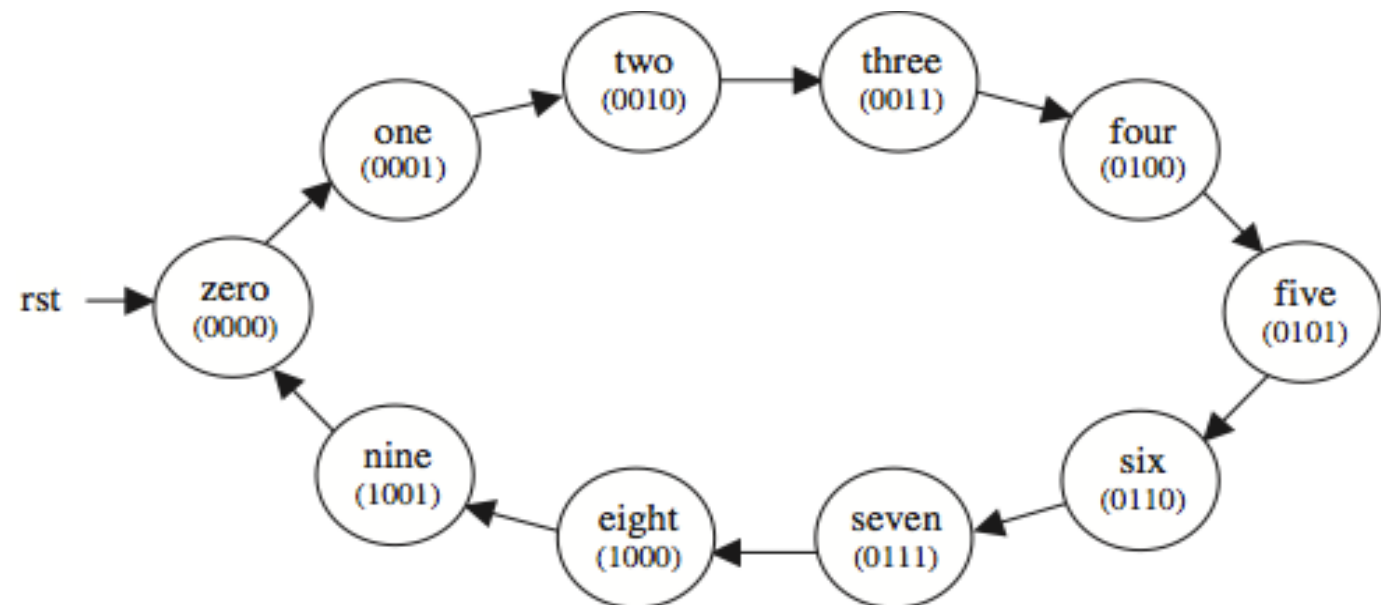 two
(0010)
three
(0011)
one
(0001)
four
(0100)
rst
zero
(0000)
five
(0101)
nine
(1001)
six
(0110)
eight
(1000)
seven
(0111)